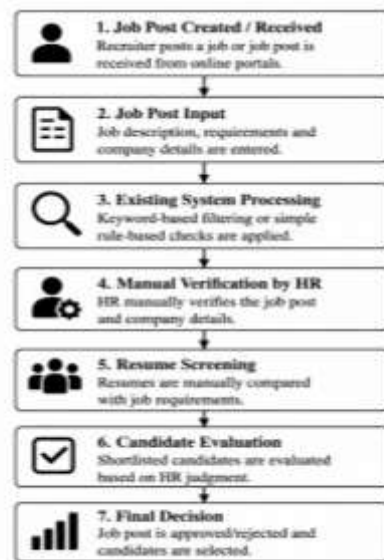 1. Job Post Created / Received
Recruiter posts a job or job post is
received from online portals.
2. Job Post Input
Job description, requirements and
company details are entered.
3. Existing System Processing
Keyword-based filtering or simple
rule-based checks are applied.
4. Manual Verification by HR
HR manually verifies the job post
and company details.
5. Resume Screening
Resumes are manually compared
with job requirements.
6. Candidate Evaluation
Shortlisted candidates are evaluated
based on HR judgment.
7. Final Decision
Job post is approved/rejected and
candidates are selected.